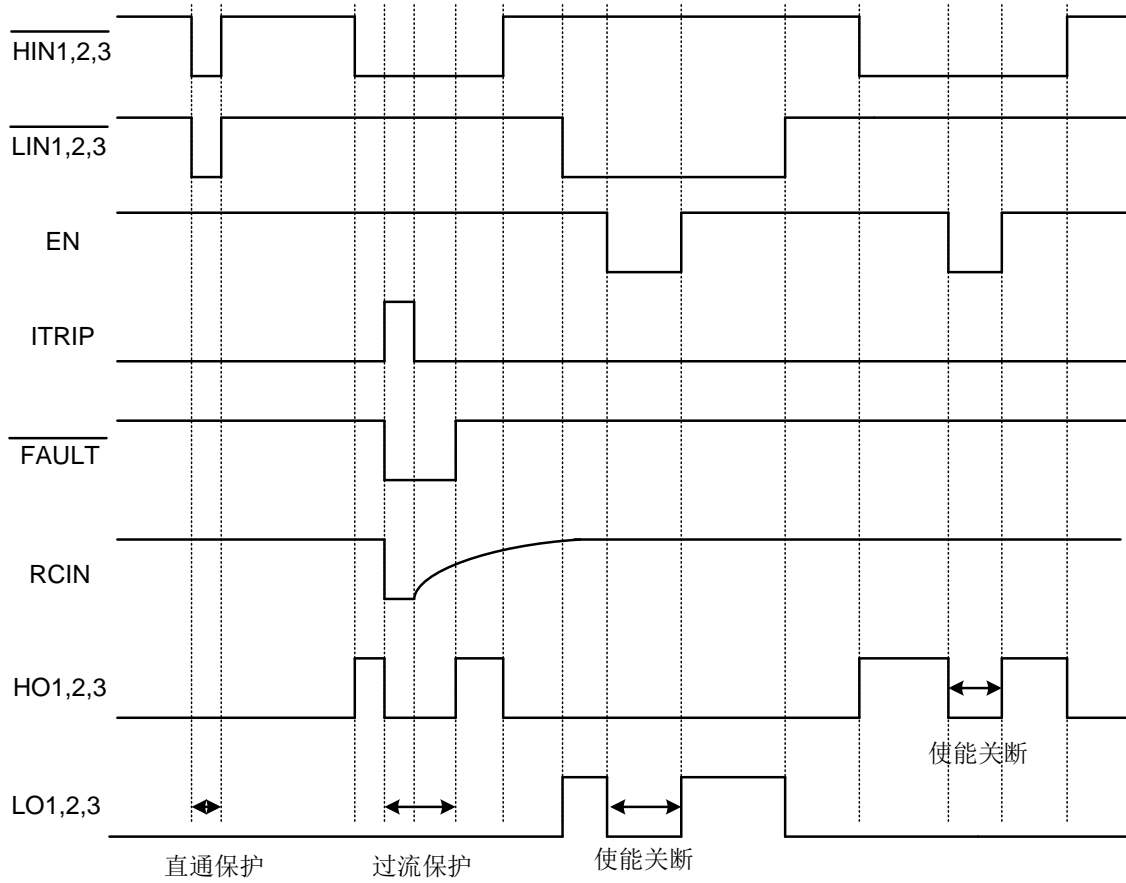 HIN1,2,3
LIN1,2,3
EN
ITRIP
FAULT
RCIN
HO1,2,3
使能关断
LO1,2,3
直通保护
过流保护
使能关断